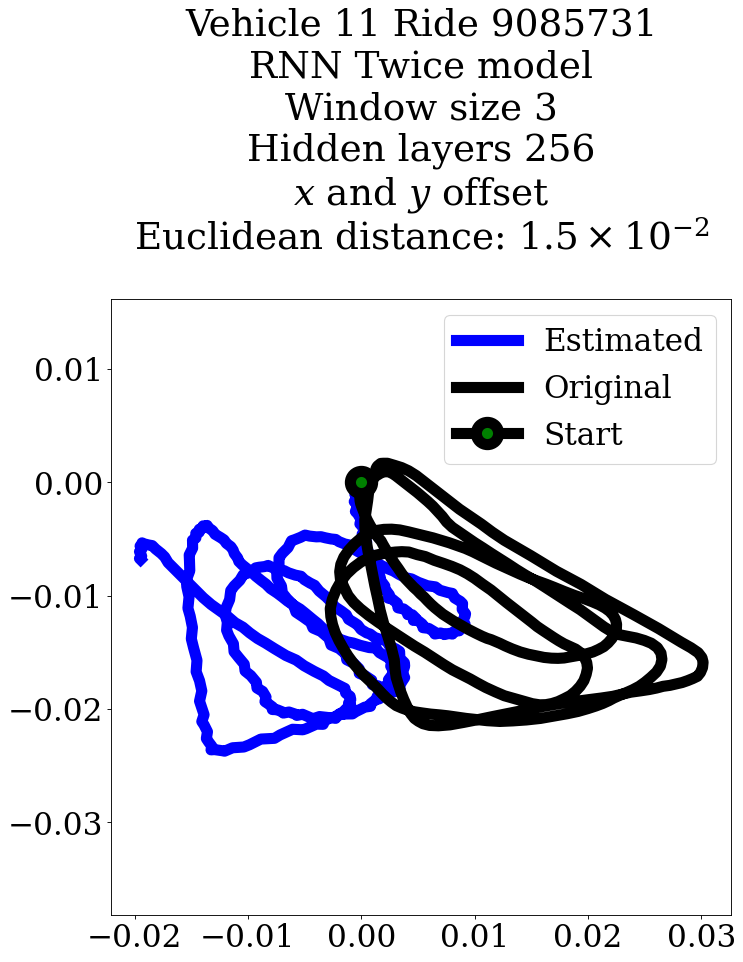 Vehicle 11 Ride 9085731
RNN Twice model
Window size 3
Hidden layers 256
x and y offset
Euclidean distance: 1.5 × 10⁻²
Estimated
Original
Start
0.01
0.00
−0.01
−0.02
−0.03
−0.02 −0.01 0.00 0.01 0.02 0.03